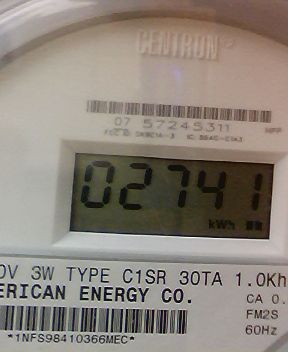 CENTRON
07 57245311
02741
kWh
0V 3W TYPE C1SR 30TA 1.0Kh
ERICAN ENERGY CO.
CA 0.
FM2S
60Hz
*1NFS98410366MEC*